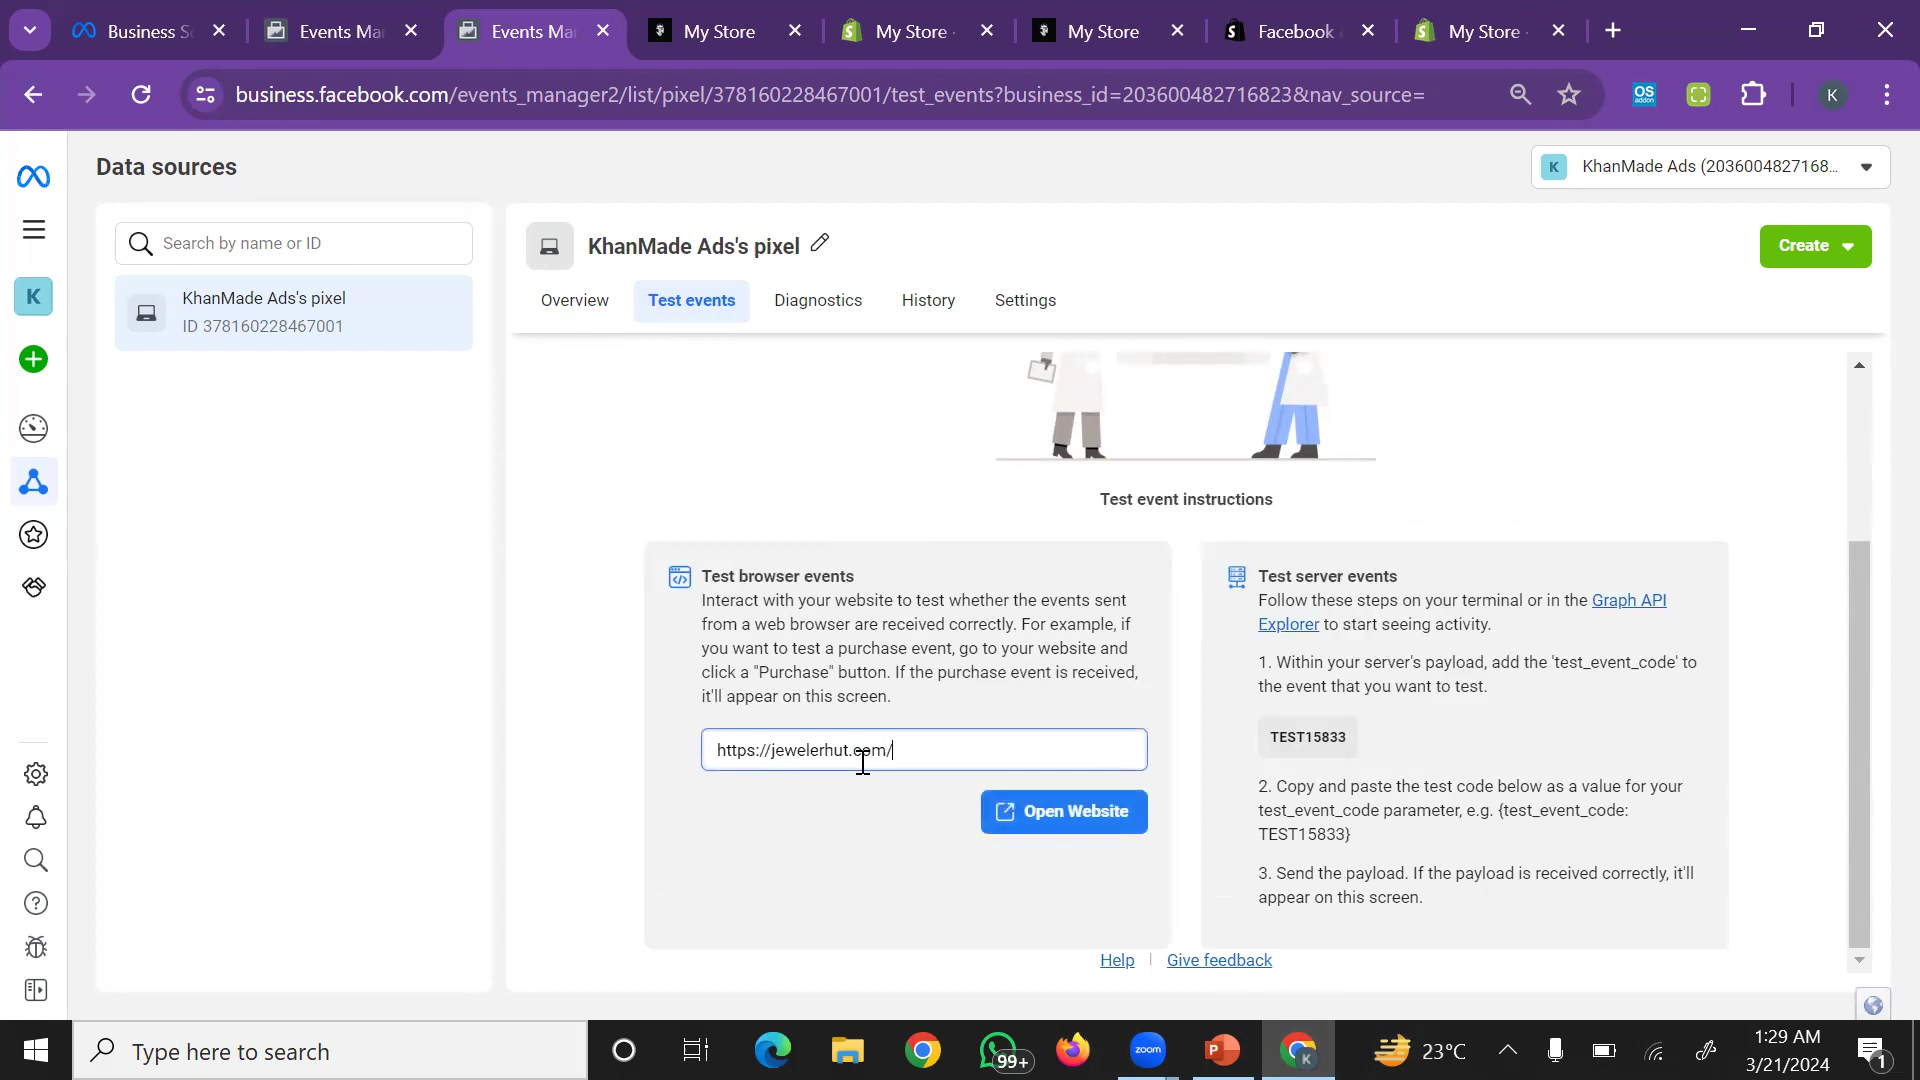 Business S
Events Ma
Events Ma
My Store
My Store
My Store
Facebook
My Store
business.facebook.com/events_manager2/list/pixel/378160228467001/test_events?business_id=203600482716823&nav_source=
OS
addon
K
Data sources
K
KhanMade Ads (2036004827168...
Search by name or ID
KhanMade Ads's pixel
ID 378160228467001
K
KhanMade Ads's pixel
Create
Overview
Test events
Diagnostics
History
Settings
Test event instructions
Test browser events
Interact with your website to test whether the events sent
from a web browser are received correctly. For example, if
you want to test a purchase event, go to your website and
click a "Purchase" button. If the purchase event is received,
it'll appear on this screen.
https://jewelerhut.com/
Open Website
Test server events
Follow these steps on your terminal or in the Graph API
Explorer to start seeing activity.
1. Within your server's payload, add the 'test_event_code' to
the event that you want to test.
TEST15833
2. Copy and paste the test code below as a value for your
test_event_code parameter, e.g. {test_event_code:
TEST15833}
3. Send the payload. If the payload is received correctly, it'll
appear on this screen.
Help
Give feedback
Type here to search
99+
zoom
P
K
23°C
1:29 AM
3/21/2024
1